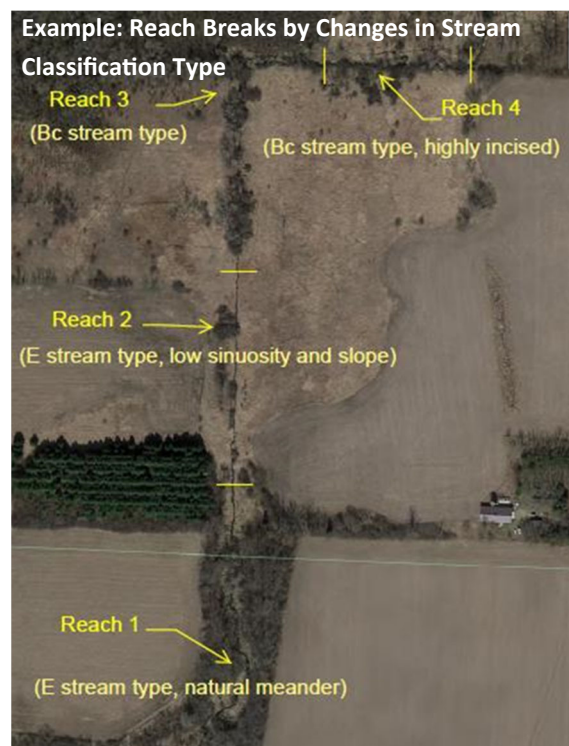 Example: Reach Breaks by Changes in Stream
Classification Type
Reach 3
(Bc stream type)
Reach 4
(Bc stream type, highly incised)
Reach 2
(E stream type, low sinuosity and slope)
Reach 1
(E stream type, natural meander)